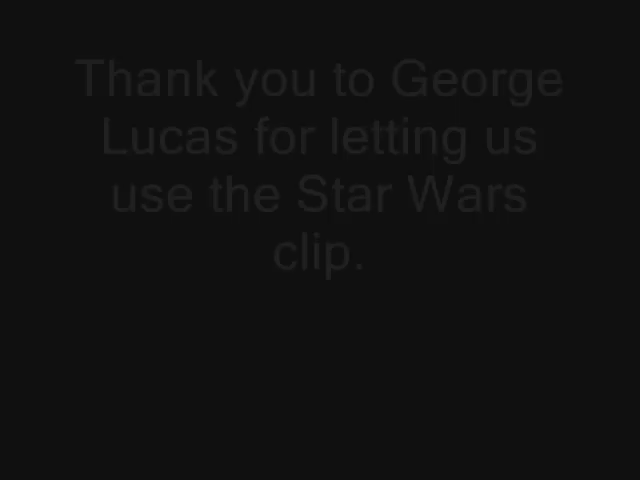 Thank you to George
Lucas for letting us
use the Star Wars
clip.